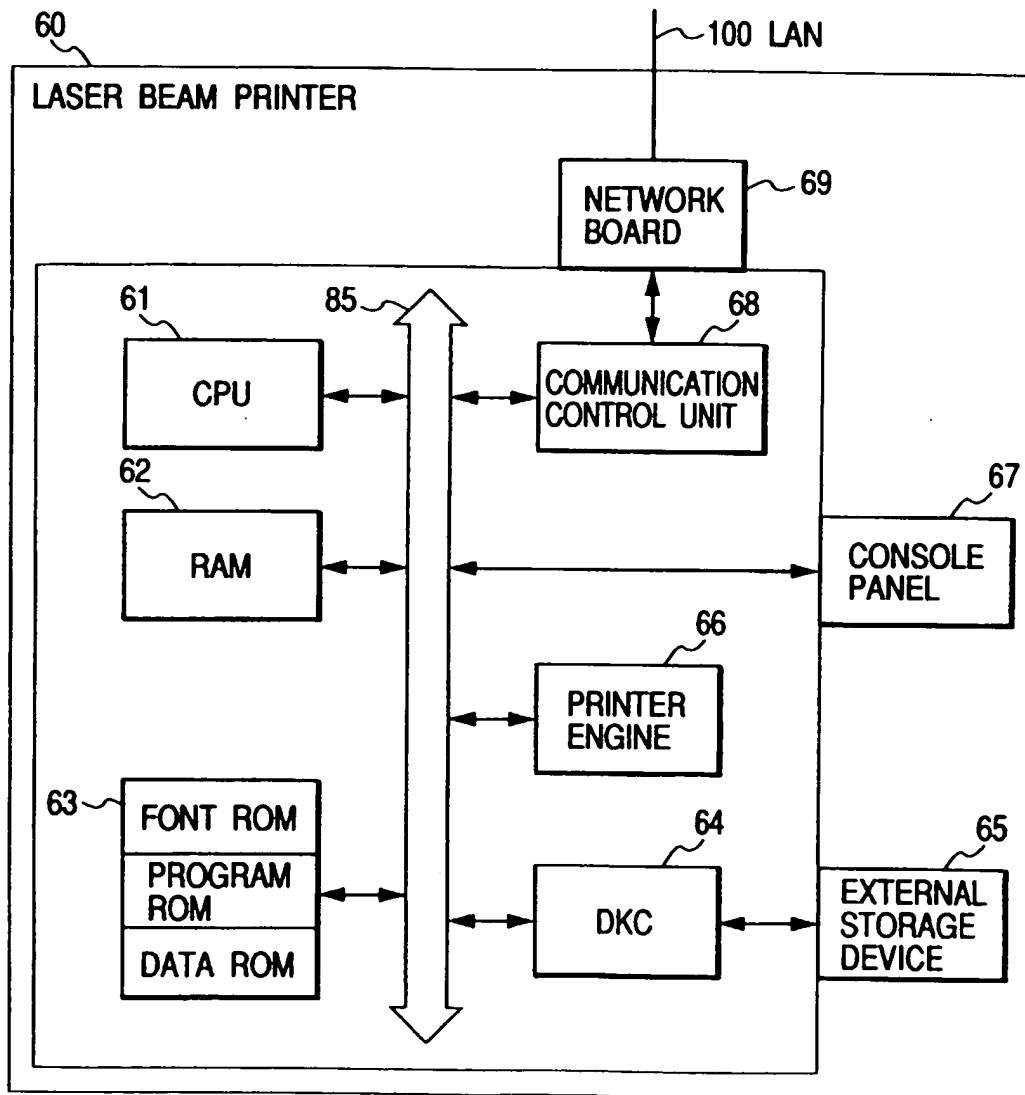 60
100 LAN
LASER BEAM PRINTER
69
NETWORK
BOARD
61
85
68
CPU
COMMUNICATION
CONTROL UNIT
62
67
RAM
CONSOLE
PANEL
66
PRINTER
ENGINE
63
FONT ROM
PROGRAM
ROM
DATA ROM
64
DKC
65
EXTERNAL
STORAGE
DEVICE